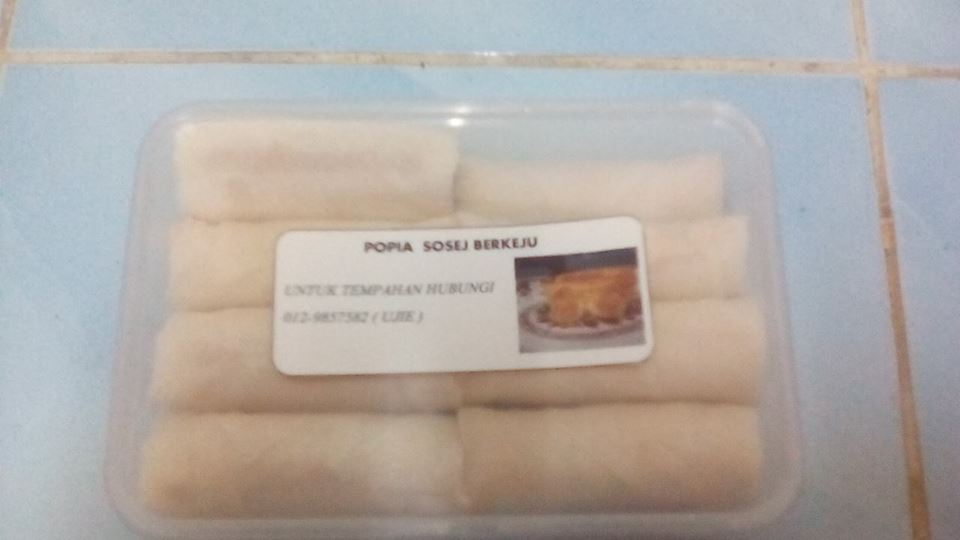 POPIA SOSEJ BERKEJU
UNTUK TEMPAHAN HUBUNGI
012-9857582 ( UJIE )